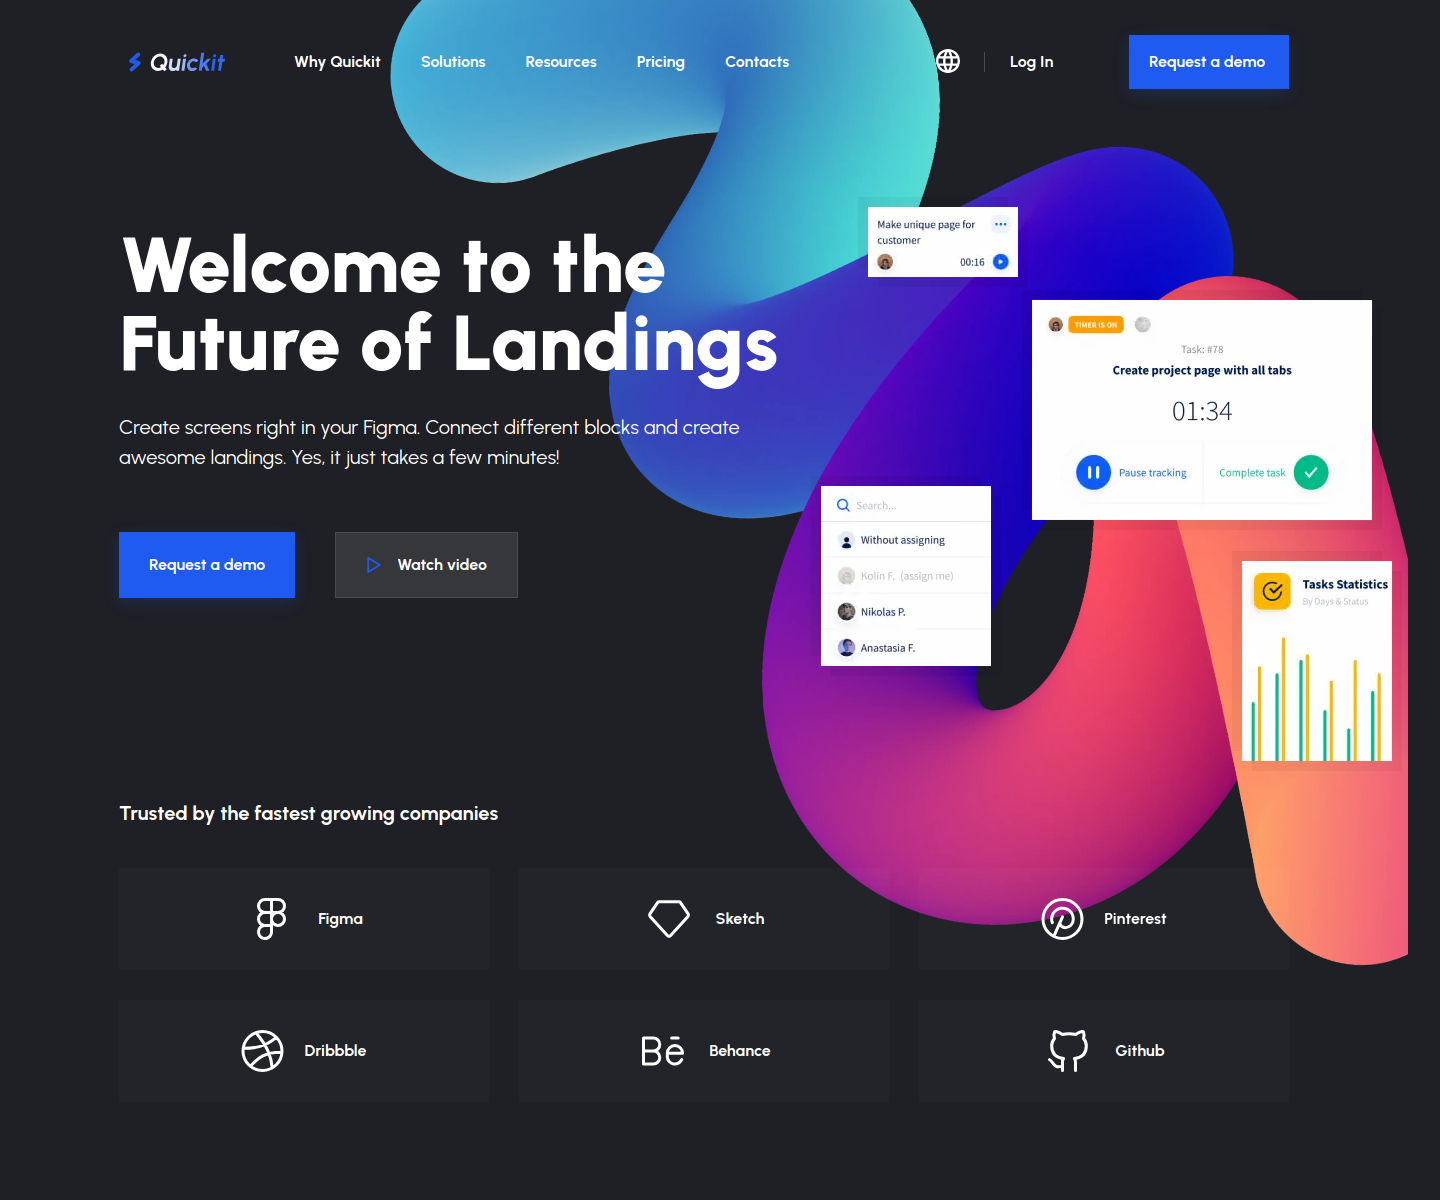 Quickit
Why Quickit
Solutions
Resources
Pricing
Contacts
Log In
Request a demo
Welcome to the
Future of Landings
Create screens right in your Figma. Connect different blocks and create
awesome landings. Yes, it just takes a few minutes!
Request a demo
Watch video
Make unique page for
customer
00:16
TIMER IS ON
Task: #78
Create project page with all tabs
01:34
Pause tracking
Complete task
Search...
Without assigning
Kolin F. (assign me)
Nikolas P.
Anastasia F.
Tasks Statistics
By Days & Status
Trusted by the fastest growing companies
Figma
Sketch
Pinterest
Dribbble
Bē
Behance
Github